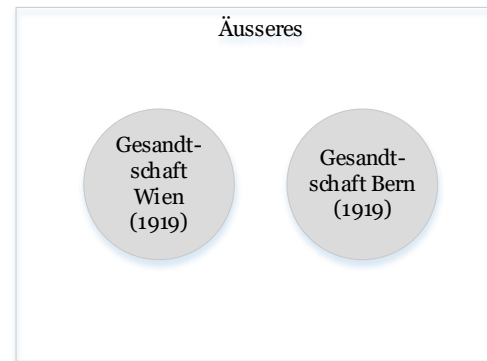 Äusseres
Gesandt-
schaft
Wien
(1919)
Gesandt-
schaft Bern
(1919)